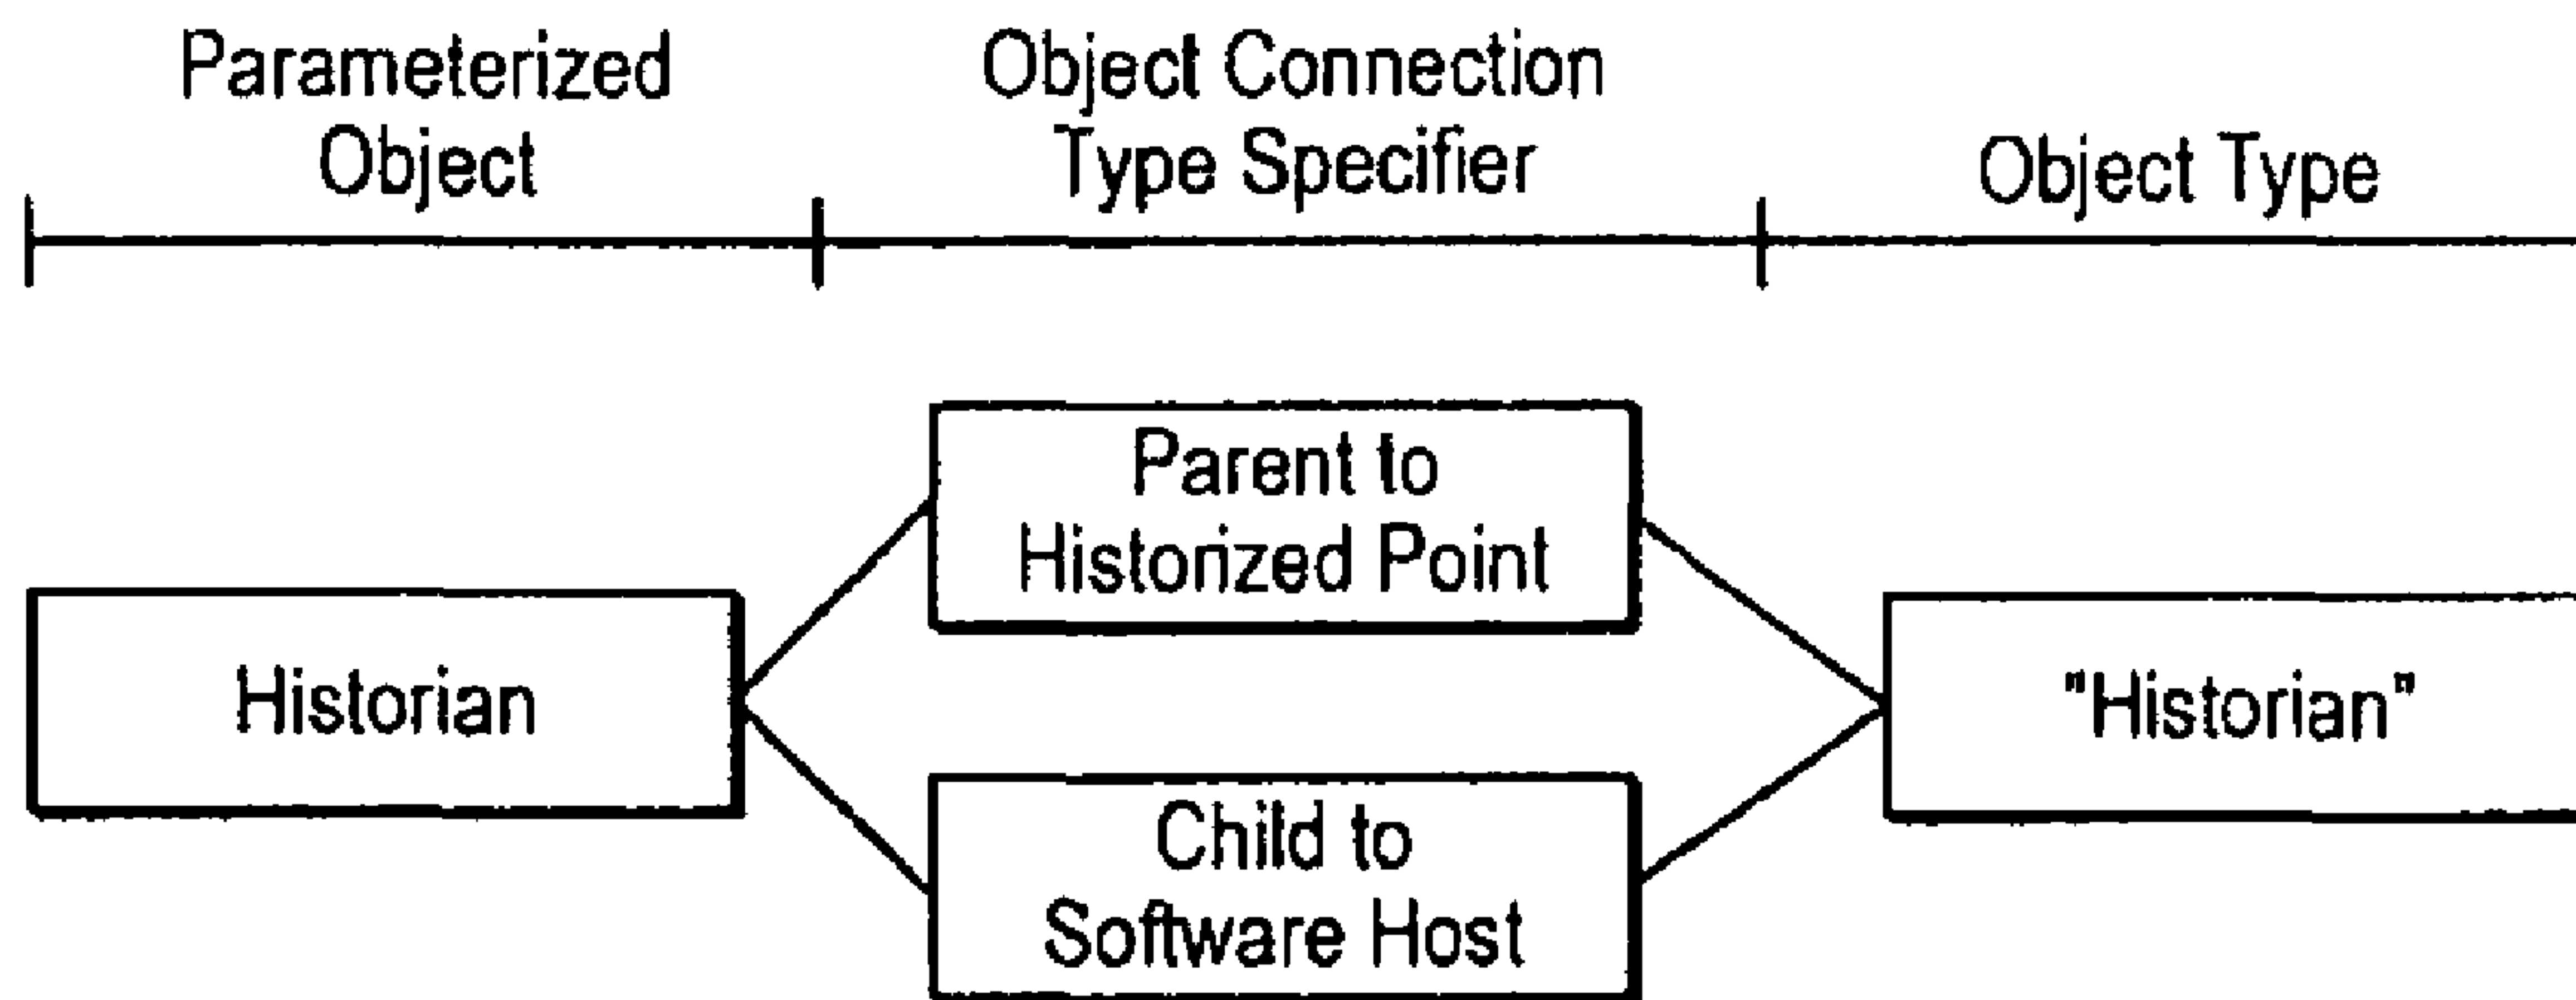 Parameterized
Object
Object Connection
Type Specifier
Object Type
Parent to
Historized Point
Historian
"Historian"
Child to
Software Host